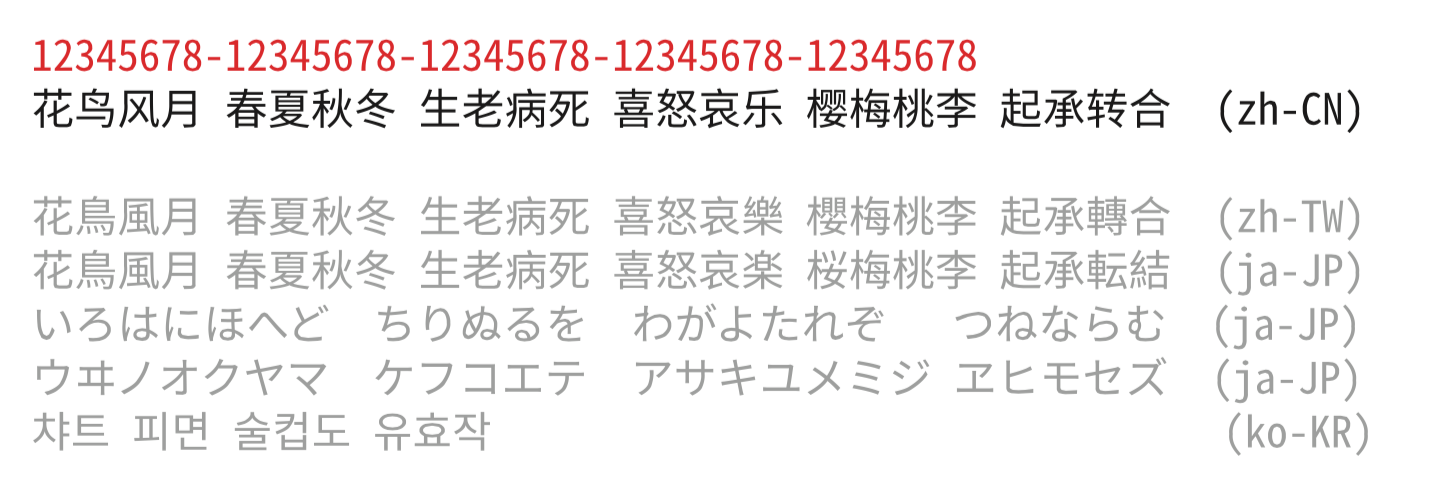 12345678-12345678-12345678-12345678-12345678
花鸟风月 春夏秋冬 生老病死 喜怒哀乐 樱梅桃李 起承转合 (zh-CN)
花鳥風月 春夏秋冬 生老病死 喜怒哀樂 櫻梅桃李 起承轉合 (zh-TW)
花鳥風月 春夏秋冬 生老病死 喜怒哀楽 桜梅桃李 起承転結 (ja-JP)
いろはにほへど ちりぬるを わがよたれぞ つねならむ (ja-JP)
ウヰノオクヤマ ケフコエテ アサキユメミジ ヱヒモセズ (ja-JP)
챠트 피면 술컵도 유효작 (ko-KR)